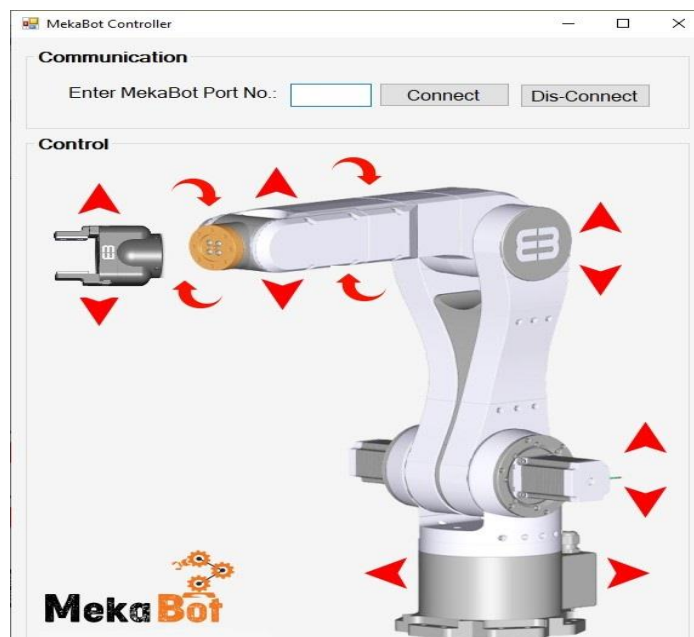 MekaBot Controller
Communication
Enter MekaBot Port No.:
Connect
Dis-Connect
Control
MekaBot